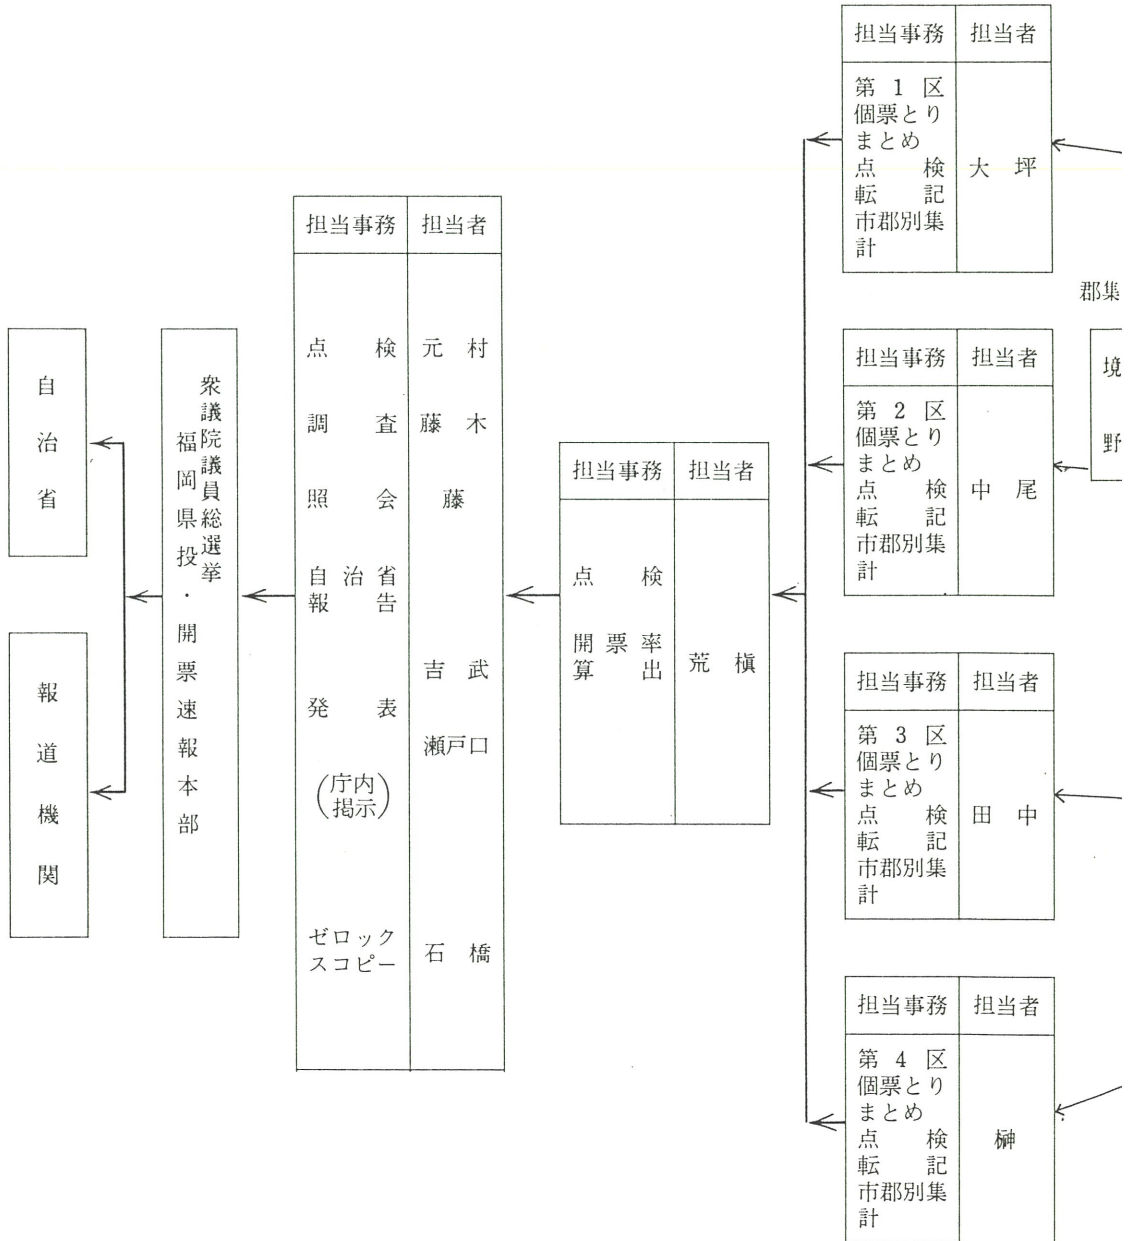 自治省
報道機関
衆議院議員総選挙
福岡県投・開票速報本部
担当事務 担当者
点検 元村
調査 藤木
照会 藤
自治省
報告
吉武
発表
瀬戸口
(庁内
掲示)
ゼロック
スコピー
石橋
担当事務 担当者
点検
開票率
算出
荒槇
担当事務 担当者
第1区
個票とり
まとめ
点検
転記
市郡別集
計
大坪
郡集
境
野
担当事務 担当者
第2区
個票とり
まとめ
点検
転記
市郡別集
計
中尾
担当事務 担当者
第3区
個票とり
まとめ
点検
転記
市郡別集
計
田中
担当事務 担当者
第4区
個票とり
まとめ
点検
転記
市郡別集
計
榊